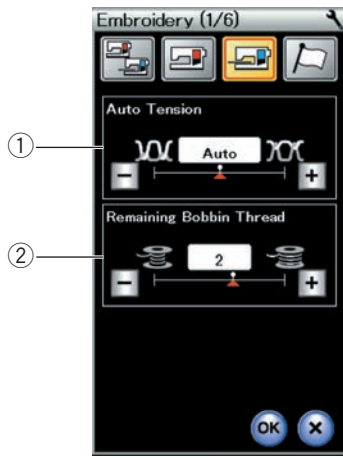 Embroidery (1/6)
① Auto Tension
Auto
− +
② Remaining Bobbin Thread
2
− +
OK ×